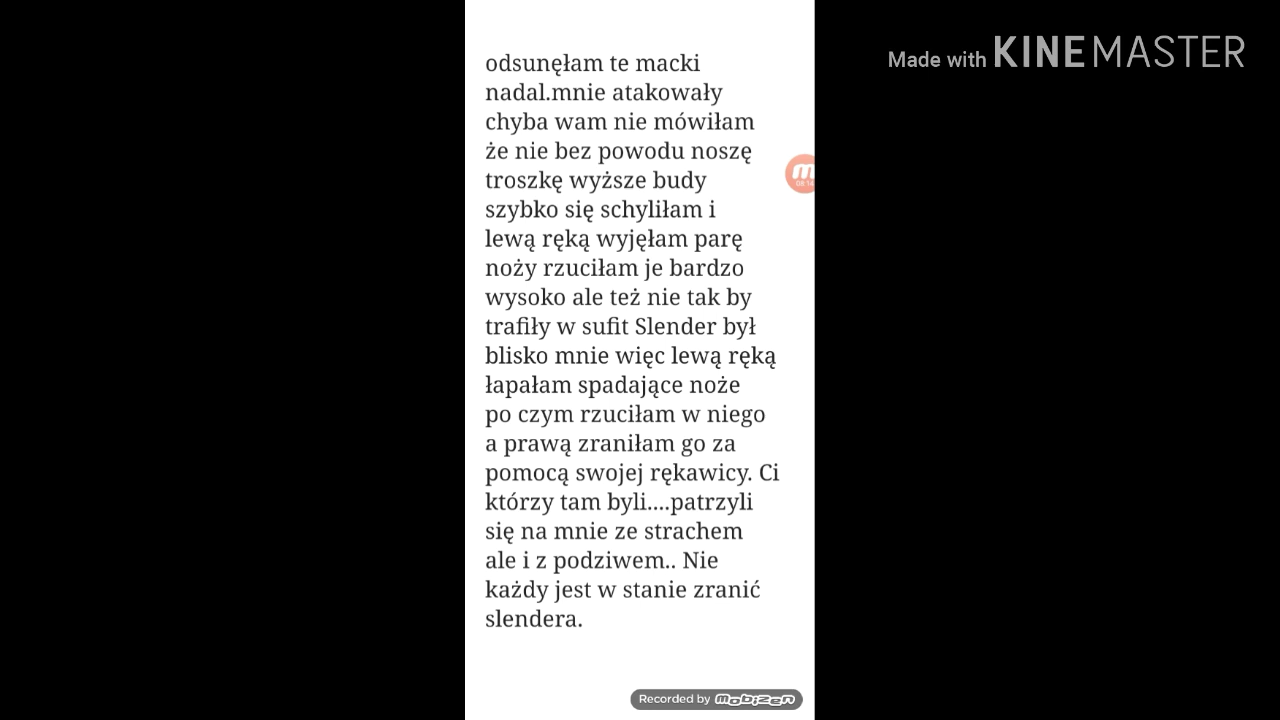 Made with KINEMASTER
odsunęłam te macki
nadal.mnie atakowały
chyba wam nie mówiłam
że nie bez powodu noszę
troszkę wyższe budy
szybko się schyliłam i
lewą ręką wyjęłam parę
noży rzuciłam je bardzo
wysoko ale też nie tak by
trafiły w sufit Slender był
blisko mnie więc lewą ręką
łapałam spadające noże
po czym rzuciłam w niego
a prawą zraniłam go za
pomocą swojej rękawicy. Ci
którzy tam byli....patrzyli
się na mnie ze strachem
ale i z podziwem.. Nie
każdy jest w stanie zranić
slendera.
Recorded by mobizen